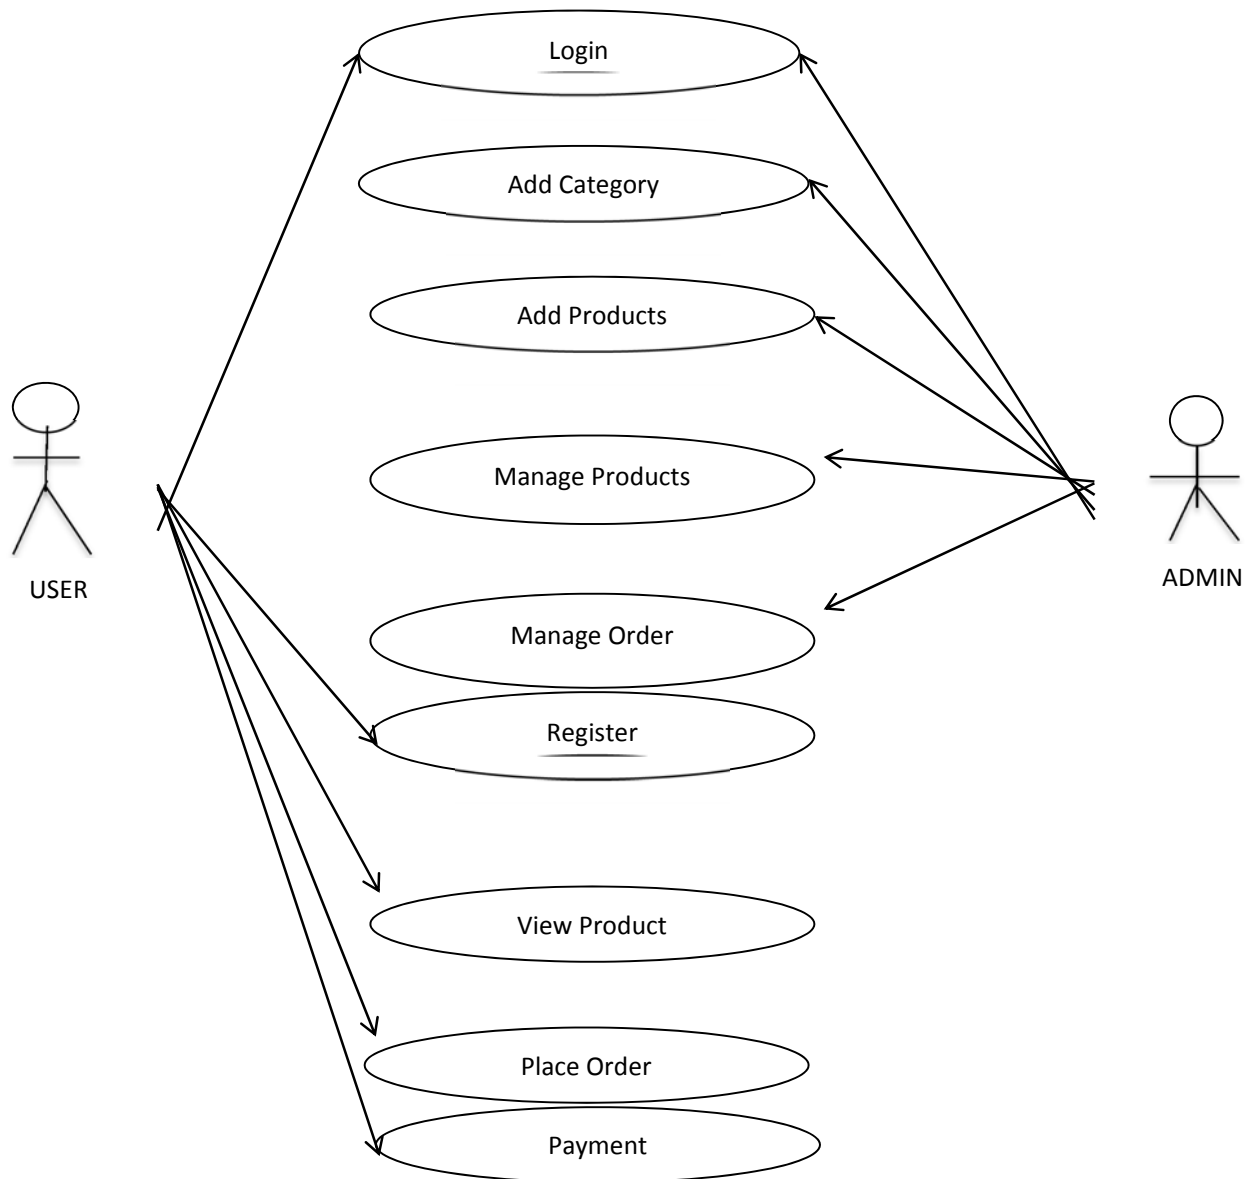 Login
Add Category
Add Products
Manage Products
USER
ADMIN
Manage Order
Register
View Product
Place Order
Payment